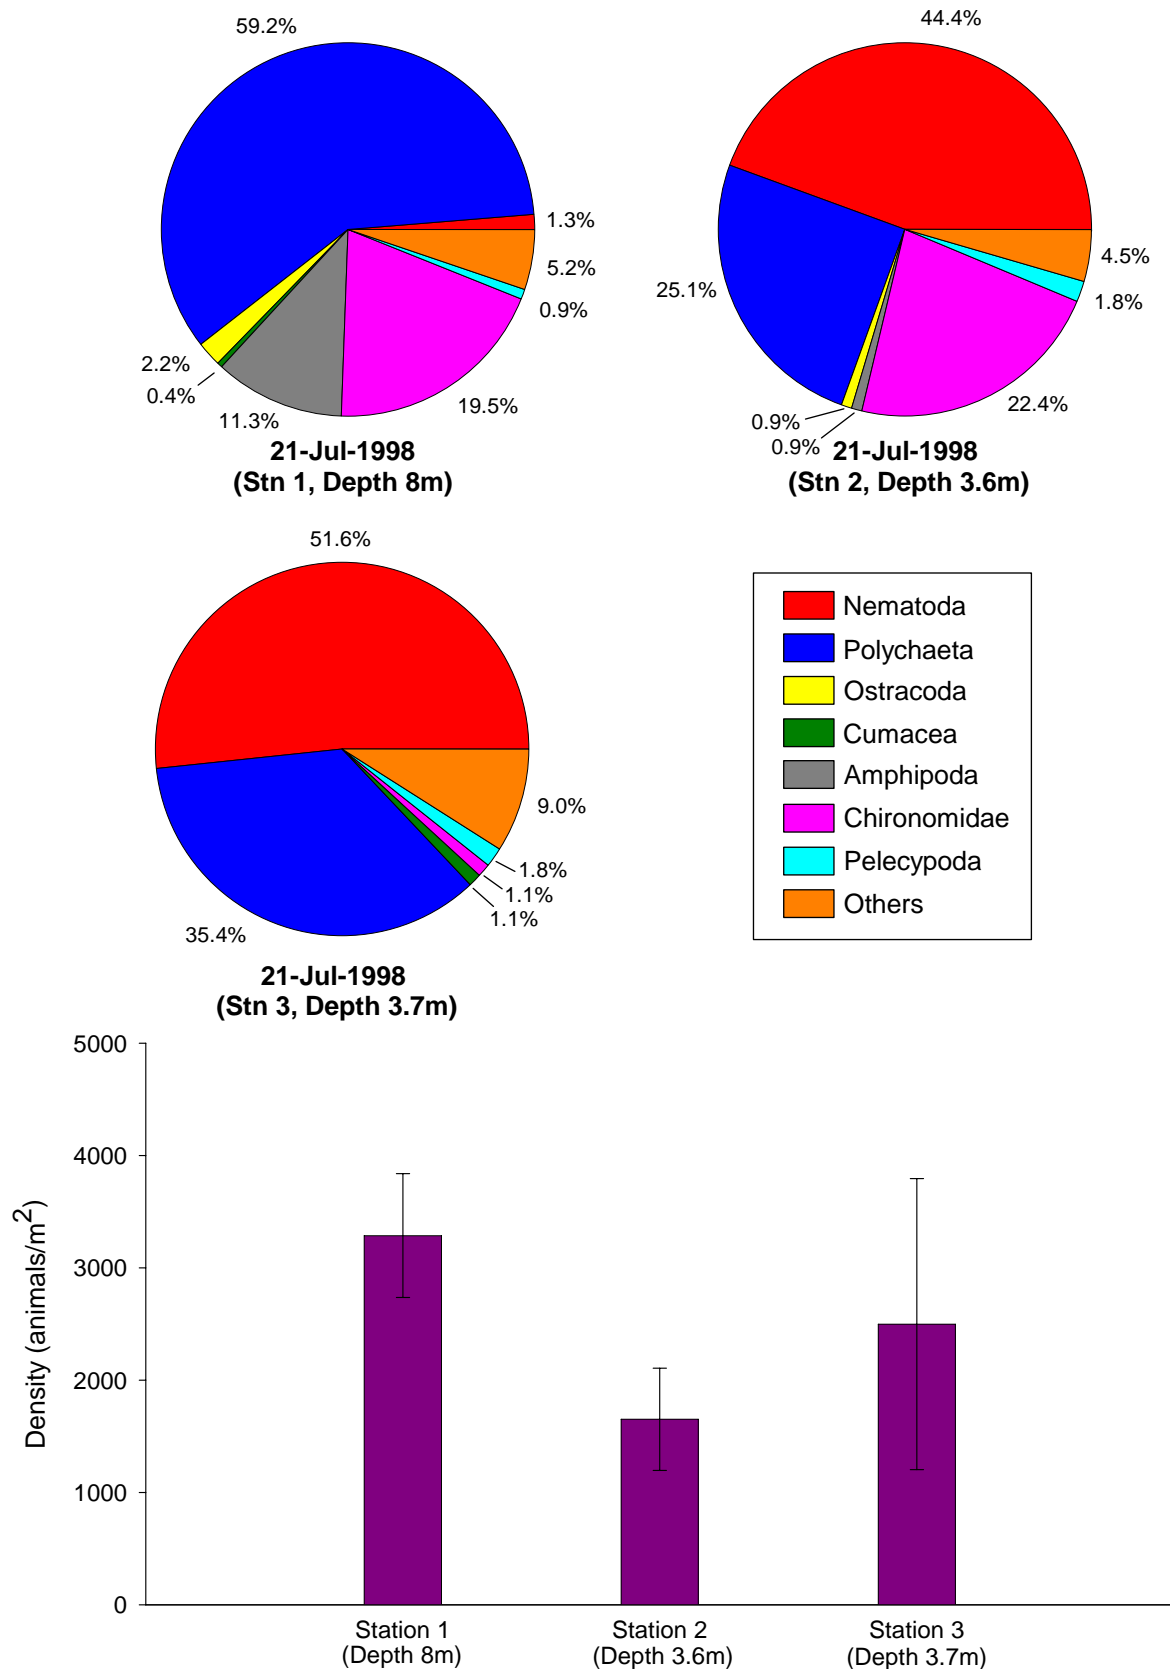 59.2%
1.3%
5.2%
0.9%
19.5%
11.3%
0.4%
2.2%
21-Jul-1998
(Stn 1, Depth 8m)
44.4%
4.5%
1.8%
22.4%
0.9%
0.9%
25.1%
21-Jul-1998
(Stn 2, Depth 3.6m)
51.6%
9.0%
1.8%
1.1%
1.1%
35.4%
21-Jul-1998
(Stn 3, Depth 3.7m)
Nematoda
Polychaeta
Ostracoda
Cumacea
Amphipoda
Chironomidae
Pelecypoda
Others
Density (animals/m²)
5000
4000
3000
2000
1000
0
Station 1
(Depth 8m)
Station 2
(Depth 3.6m)
Station 3
(Depth 3.7m)